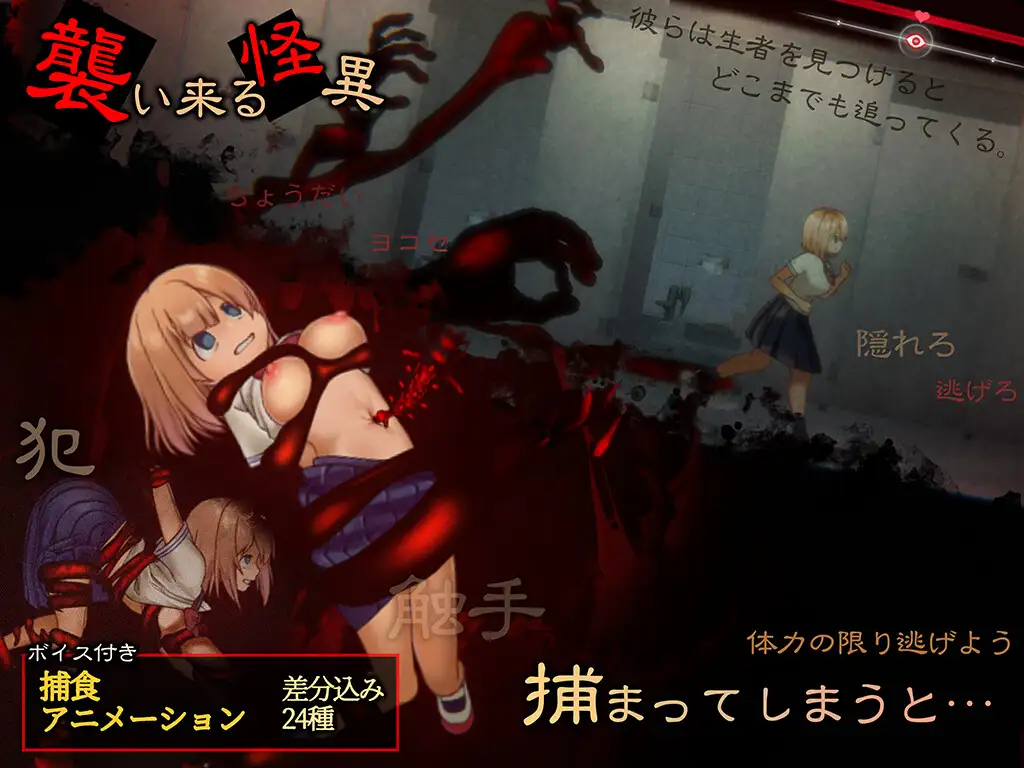 襲い来る怪異
彼らは生者を見つけると
どこまでも追ってくる。
ちょうだい
ヨコセ
隠れろ
逃げろ
犯
触手
体力の限り逃げよう
捕まってしまうと…
ボイス付き
捕食
アニメーション
差分込み
24種